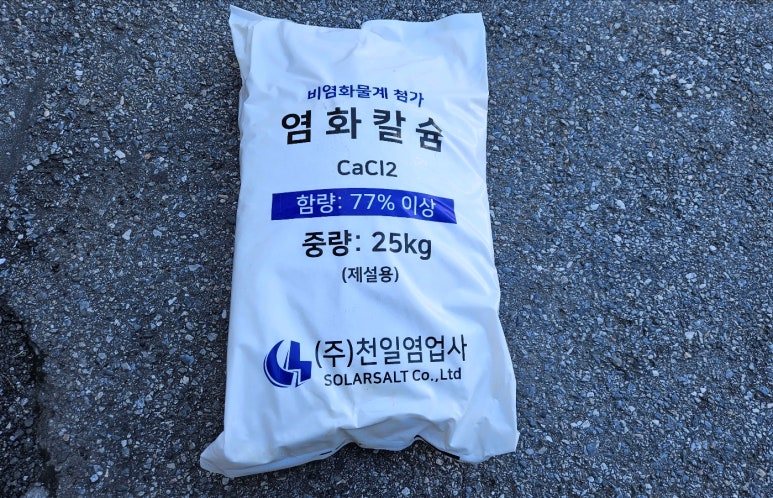 비염화물계 첨가
염화칼슘
CaCl2
함량: 77% 이상
중량: 25kg
(제설용)
(주)천일염업사
SOLARSALT Co.,Ltd